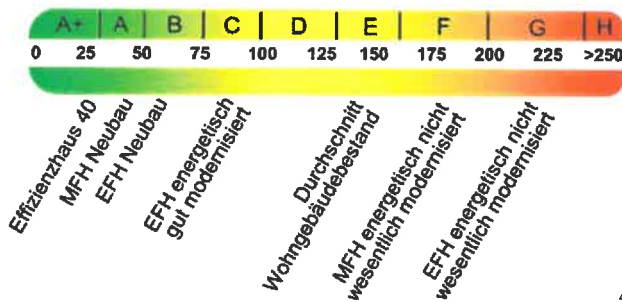 A+ A B C D E F G H
0 25 50 75 100 125 150 175 200 225 >250
Effizienzhaus 40
MFH Neubau
EFH Neubau
EFH energetisch
gut modernisiert
Durchschnitt
Wohngebäudebestand
MFH energetisch nicht
wesentlich modernisiert
EFH energetisch nicht
wesentlich modernisiert